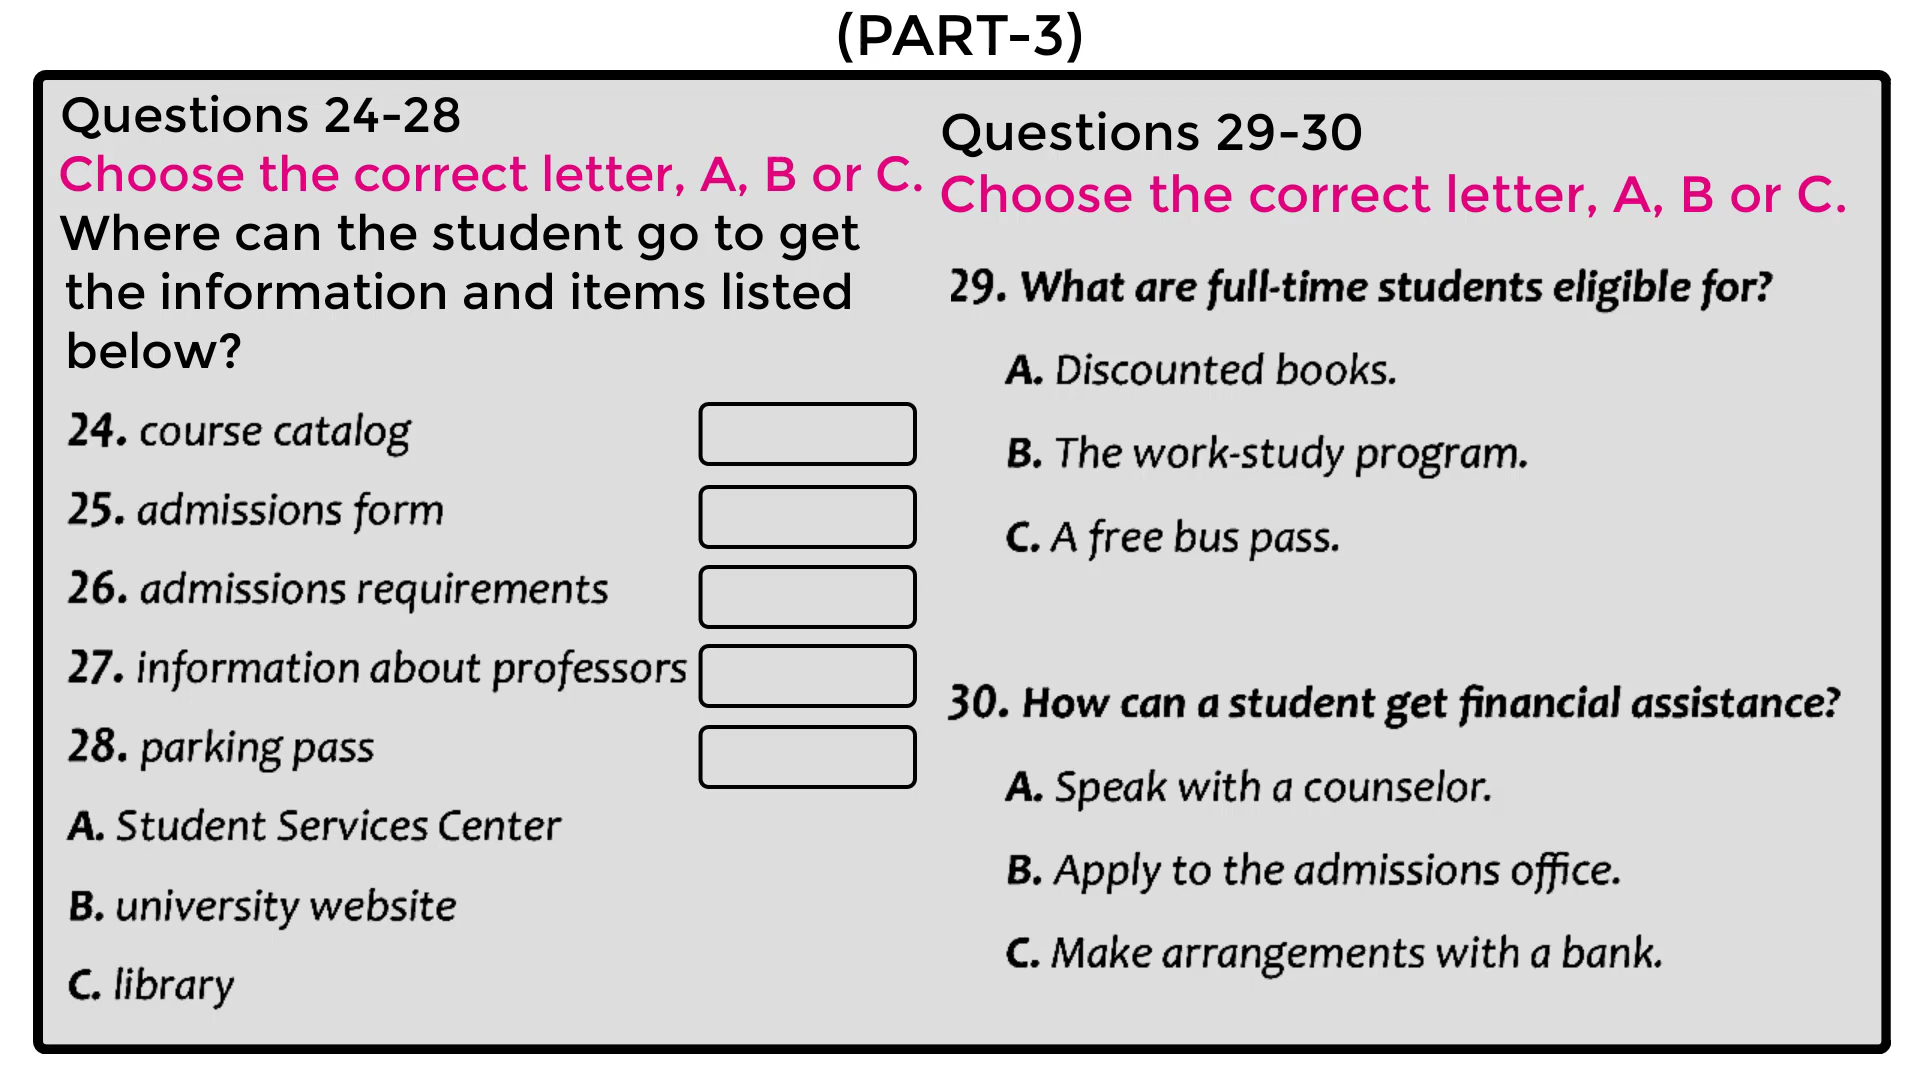 (PART-3)
Questions 24-28
Choose the correct letter, A, B or C.
Where can the student go to get
the information and items listed
below?
24. course catalog
25. admissions form
26. admissions requirements
27. information about professors
28. parking pass
A. Student Services Center
B. university website
C. library
Questions 29-30
Choose the correct letter, A, B or C.
29. What are full-time students eligible for?
A. Discounted books.
B. The work-study program.
C. A free bus pass.
30. How can a student get financial assistance?
A. Speak with a counselor.
B. Apply to the admissions office.
C. Make arrangements with a bank.